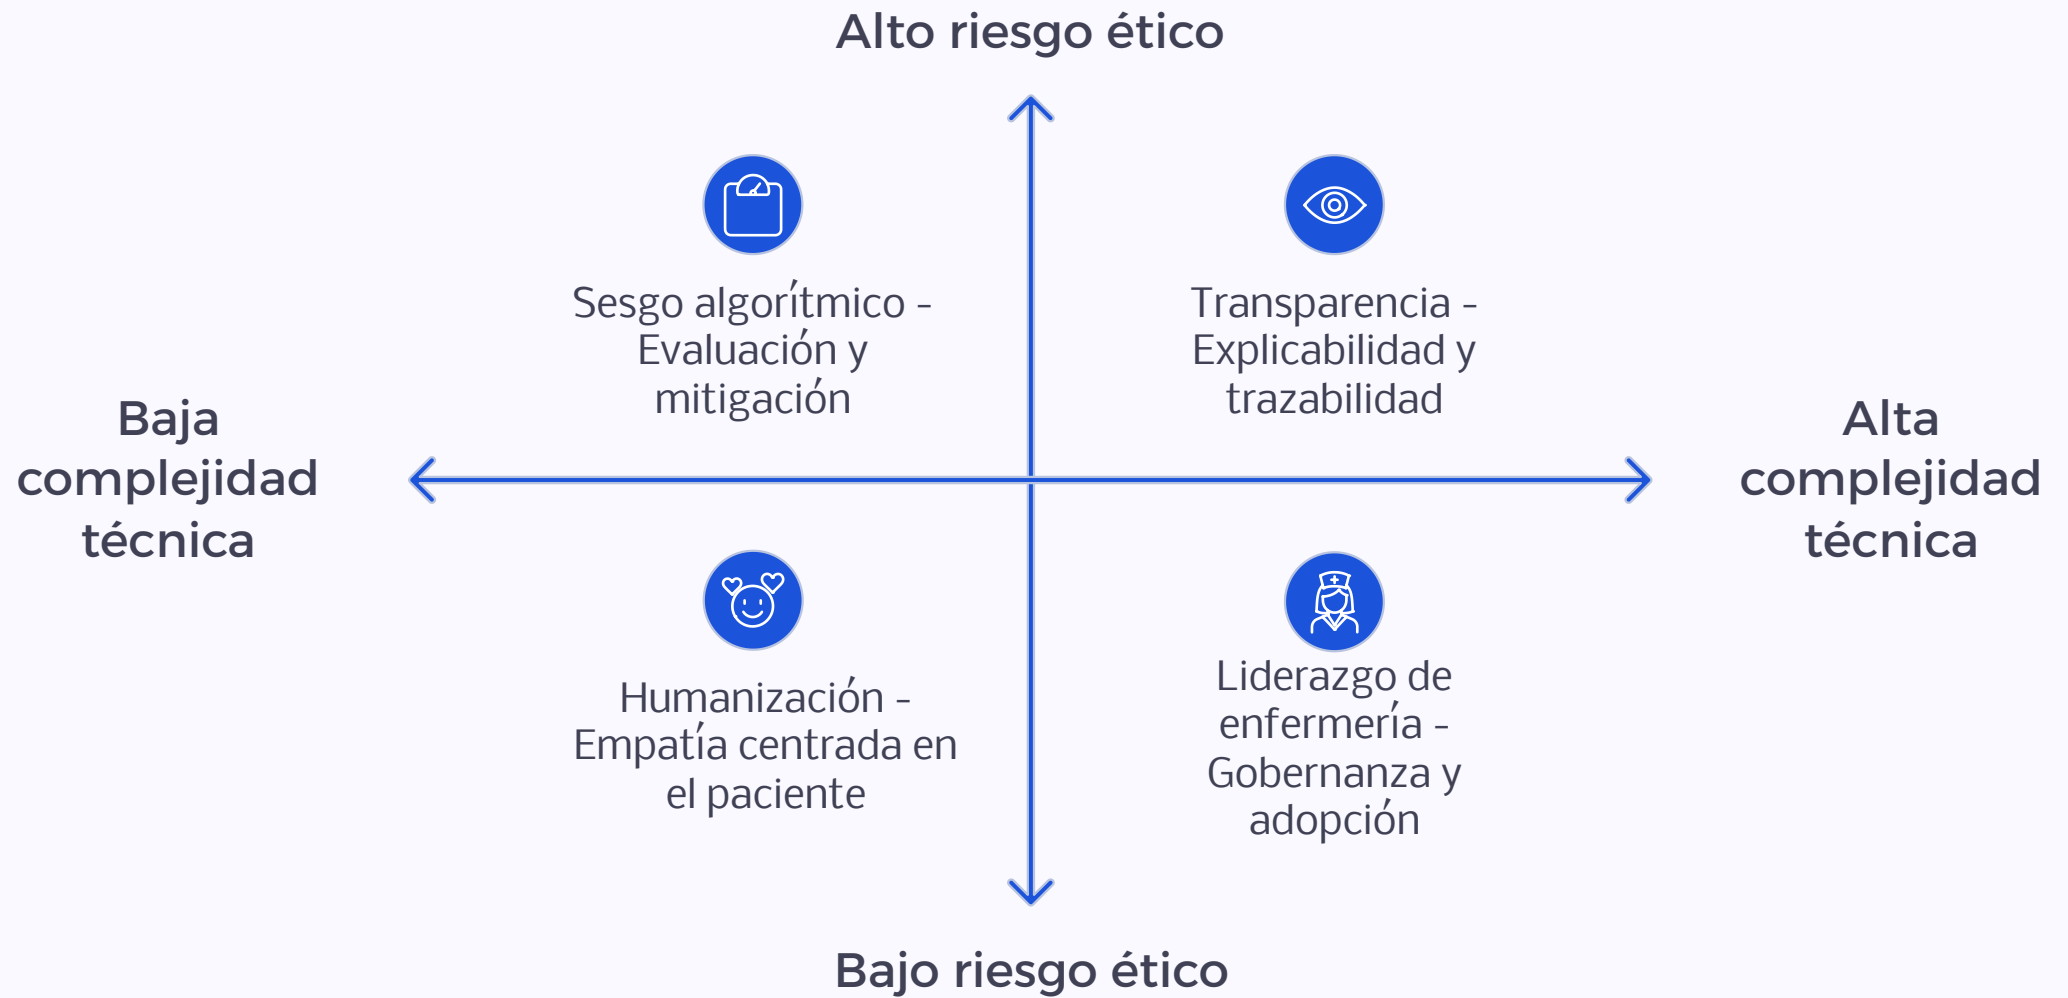 Alto riesgo ético
Sesgo algorítmico -
Evaluación y
mitigación
Transparencia -
Explicabilidad y
trazabilidad
Baja
complejidad
técnica
Alta
complejidad
técnica
Humanización -
Empatía centrada en
el paciente
Liderazgo de
enfermería -
Gobernanza y
adopción
Bajo riesgo ético